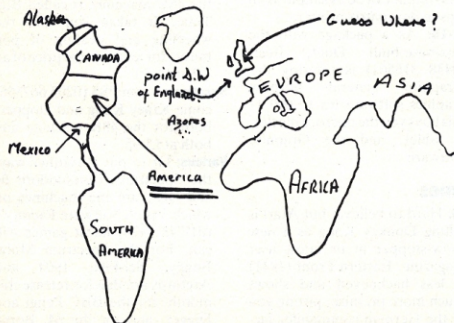 Alaska
CANADA
Mexico
America
SOUTH
AMERICA
Guess Where?
point S.W
of England!
Azores
EUROPE
ASIA
AFRICA